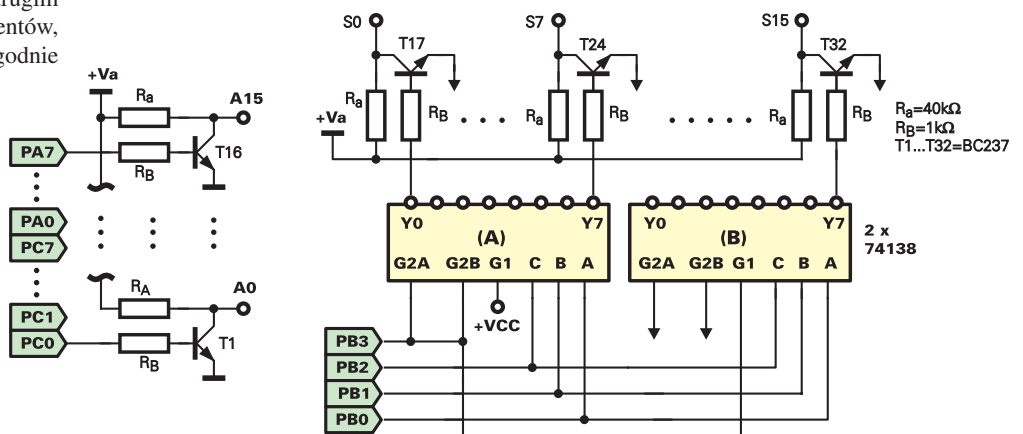 drugim
entów,
godnie
+Va
Ra
A15
PA7
RB
T16
PA0
PC7
RA
A0
PC1
PC0
RB
T1
S0
T17
S7
T24
S15
T32
Ra
RB
Ra
RB
Ra
RB
+Va
Ra=40kΩ
RB=1kΩ
T1...T32=BC237
Y0 (A) Y7
G2A G2B G1 C B A
Y0 (B) Y7
G2A G2B G1 C B A
2 x
74138
+VCC
PB3
PB2
PB1
PB0